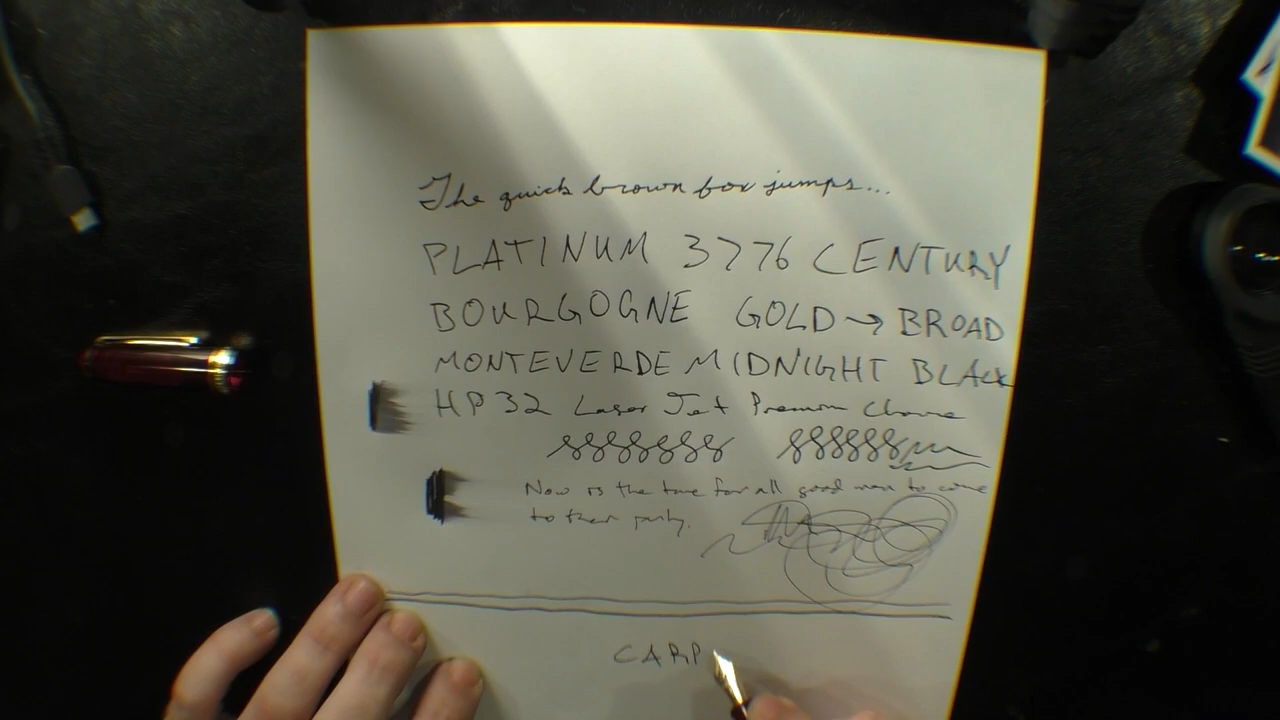 The quick brown fox jumps...
PLATINUM 3776 CENTURY
BOURGOGNE GOLD → BROAD
MONTEVERDE MIDNIGHT BLACK
HP32 Laser Jet Premium Choice
Now is the time for all good men to come
to their party.
CARP